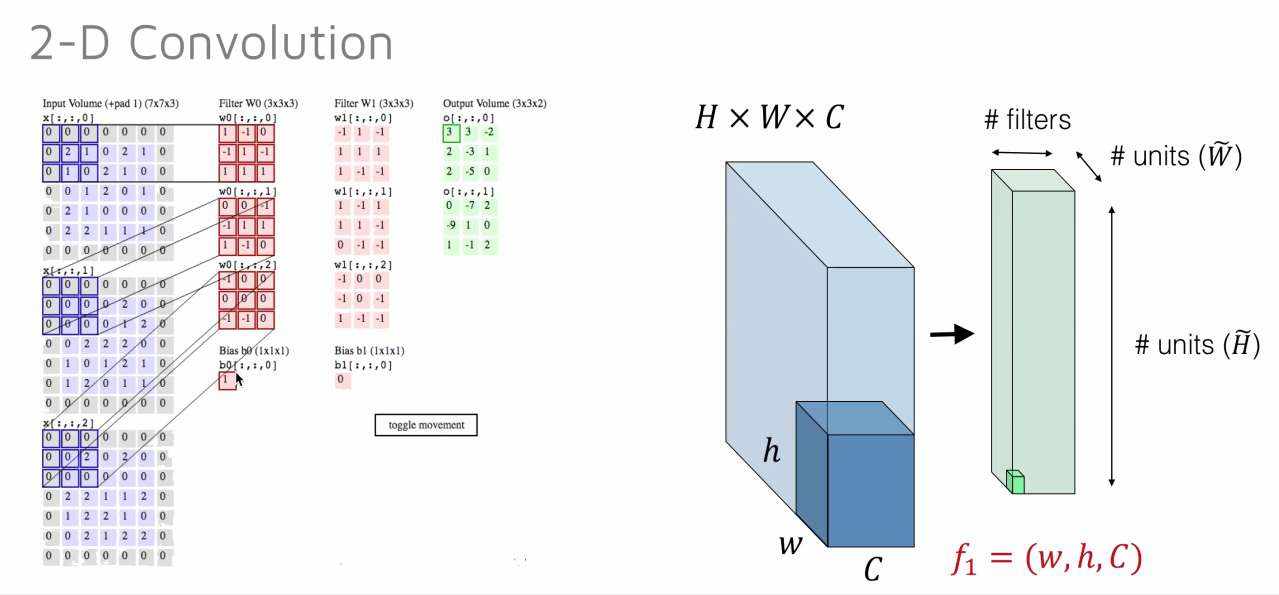 2-D Convolution
Input Volume (+pad 1) (7x7x3)
x[:,:,0]
0 0 0 0 0 0 0
0 2 1 0 2 1 0
0 1 0 2 1 0 0
0 0 1 2 0 1 0
0 2 1 0 0 0 0
0 2 2 1 1 1 0
0 0 0 0 0 0 0
x[:,:,1]
0 0 0 0 0 0 0
0 0 0 0 2 0 0
0 0 0 0 1 2 0
0 0 2 2 2 0 0
0 1 0 1 2 1 0
0 1 2 0 1 1 0
0 0 0 0 0 0 0
x[:,:,2]
0 0 0 0 0 0 0
0 0 2 0 2 0 0
0 0 0 0 0 0 0
0 2 2 1 1 2 0
0 1 2 2 1 0 0
0 0 2 1 2 2 0
0 0 0 0 0 0 0
Filter W0 (3x3x3)
w0[:,:,0]
1 -1 0
-1 1 -1
1 1 1
w0[:,:,1]
0 0 -1
-1 1 1
1 -1 0
w0[:,:,2]
-1 0 0
0 0 0
-1 -1 0
Bias b0 (1x1x1)
b0[:,:,0]
1
Filter W1 (3x3x3)
w1[:,:,0]
-1 1 -1
1 1 1
1 -1 -1
w1[:,:,1]
1 -1 1
1 1 -1
0 -1 -1
w1[:,:,2]
-1 0 0
-1 0 -1
1 -1 -1
Bias b1 (1x1x1)
b1[:,:,0]
0
Output Volume (3x3x2)
o[:,:,0]
3 3 -2
2 -3 1
2 -5 0
o[:,:,1]
0 -7 2
-9 1 0
1 -1 2
toggle movement
H × W × C
h
w
C
# filters
# units (W̃)
# units (H̃)
f₁ = (w, h, C)